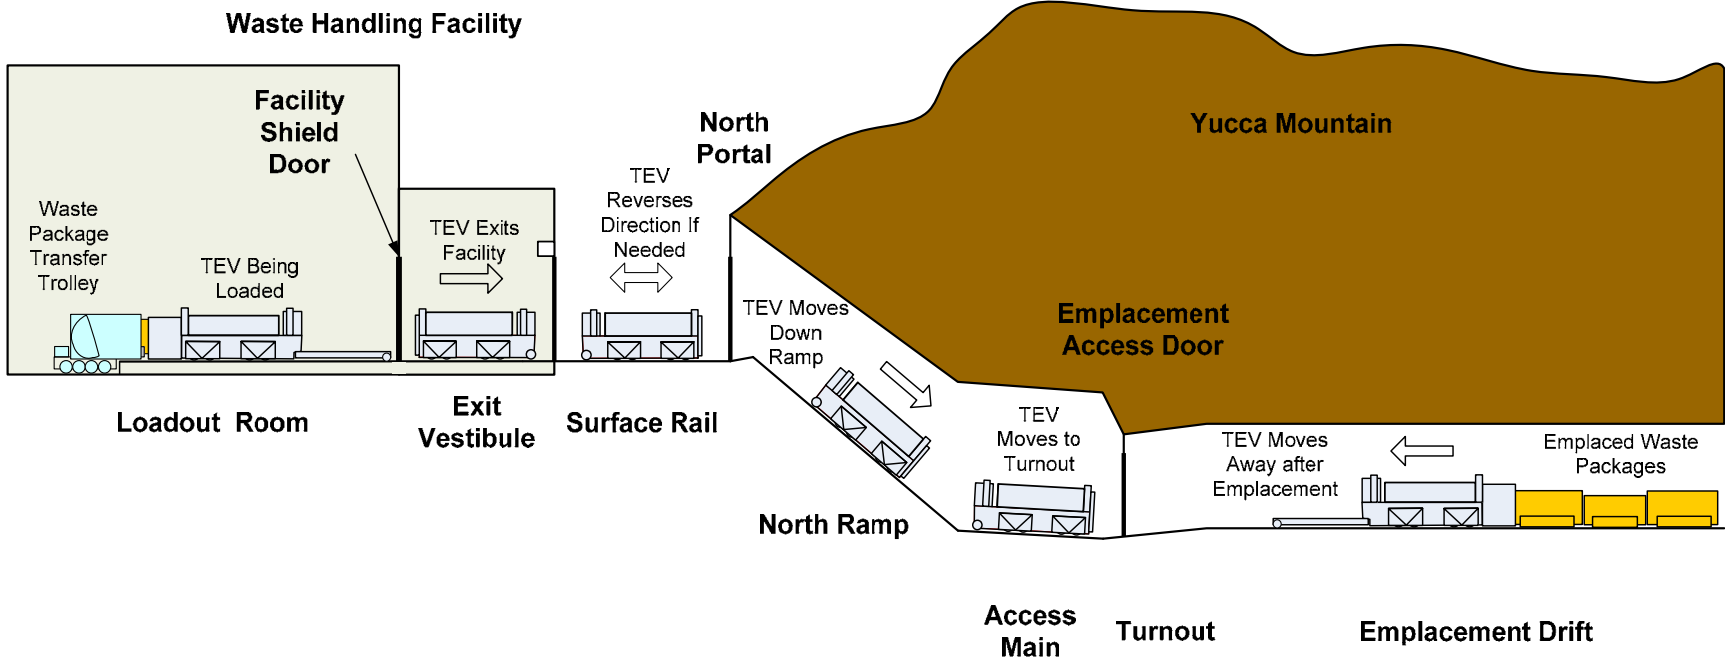 Waste Handling Facility
Facility
Shield
Door
Waste
Package
Transfer
Trolley
TEV Being
Loaded
TEV Exits
Facility
TEV
Reverses
Direction If
Needed
North
Portal
Yucca Mountain
TEV Moves
Down
Ramp
Emplacement
Access Door
TEV
Moves to
Turnout
TEV Moves
Away after
Emplacement
Emplaced Waste
Packages
Loadout  Room
Exit
Vestibule
Surface Rail
North Ramp
Access
Main
Turnout
Emplacement Drift